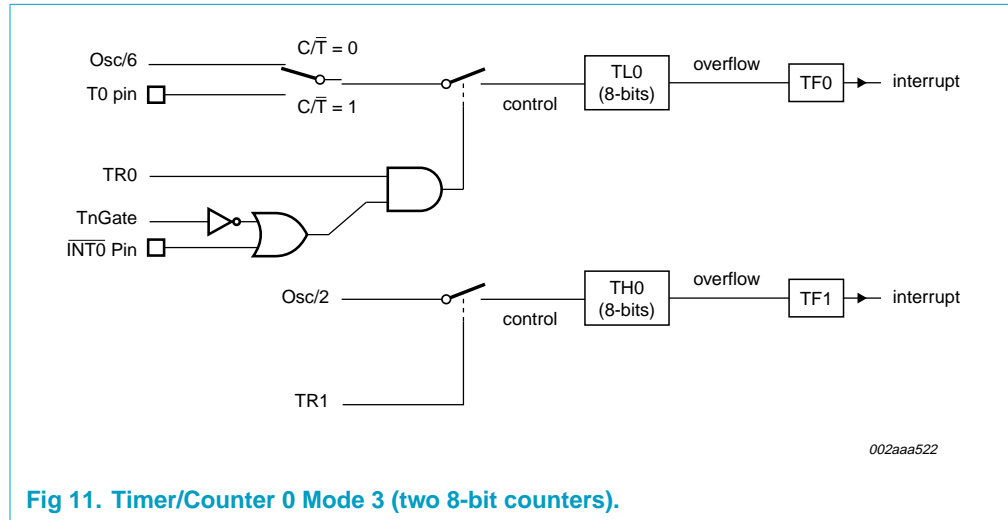 C/T̅ = 0
Osc/6
T0 pin
C/T̅ = 1
control
TL0
(8-bits)
overflow
TF0
interrupt
TR0
TnGate
I̅N̅T̅0̅ Pin
Osc/2
control
TH0
(8-bits)
overflow
TF1
interrupt
TR1
002aaa522
Fig 11. Timer/Counter 0 Mode 3 (two 8-bit counters).